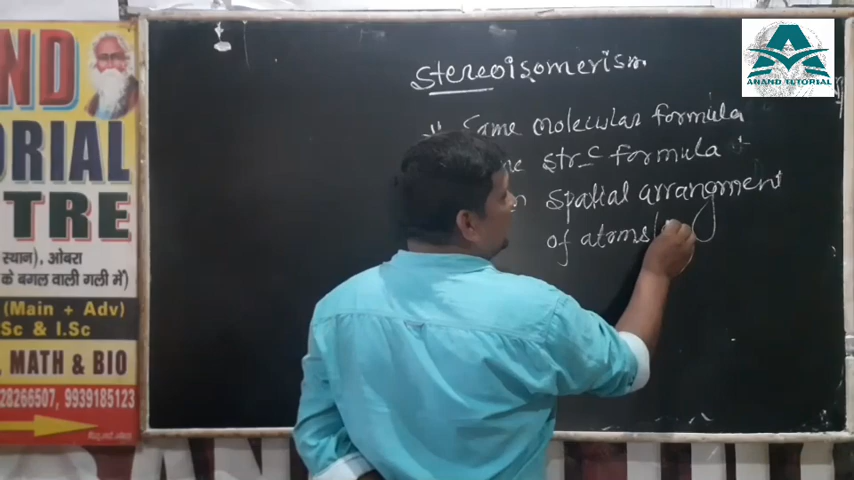 AND
ORIAL
TRE
स्थान), ओबरा
के बगल वाली गली में)
(Main + Adv)
Sc & I.Sc
, MATH & BIO
28266507, 9939185123
Stereoisomerism
Same molecular formula
str.c formula +
spatial arrangment
of atoms
ANAND TUTORIAL